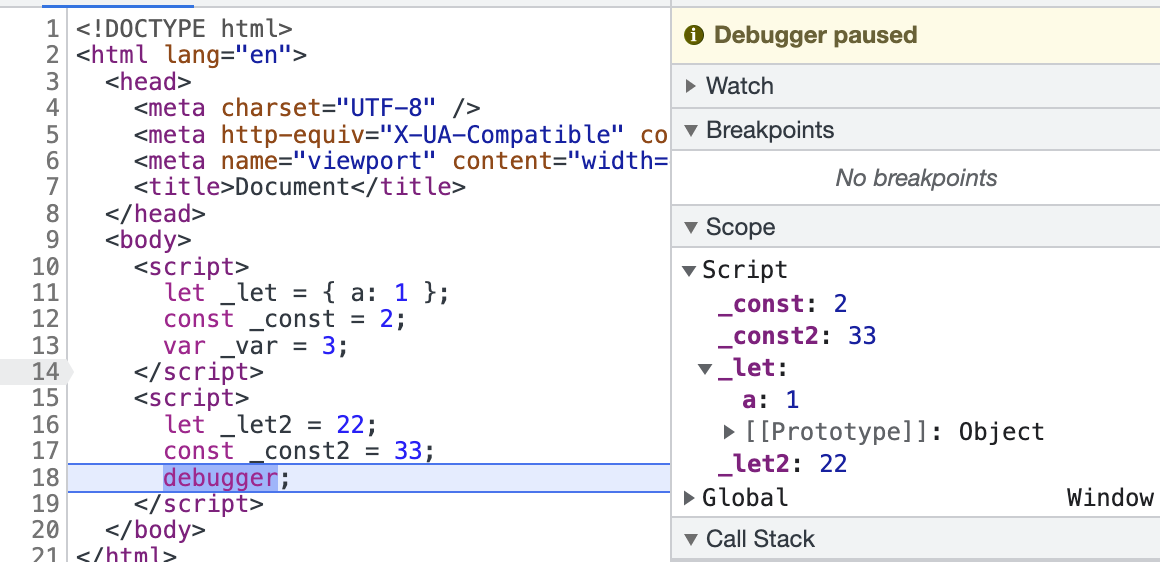 1 <!DOCTYPE html>
2 <html lang="en">
3 <head>
4 <meta charset="UTF-8" />
5 <meta http-equiv="X-UA-Compatible" co
6 <meta name="viewport" content="width=
7 <title>Document</title>
8 </head>
9 <body>
10 <script>
11 let _let = { a: 1 };
12 const _const = 2;
13 var _var = 3;
14 </script>
15 <script>
16 let _let2 = 22;
17 const _const2 = 33;
18 debugger;
19 </script>
20 </body>
21 </html>
Debugger paused
Watch
Breakpoints
No breakpoints
Scope
Script
_const: 2
_const2: 33
_let:
a: 1
[[Prototype]]: Object
_let2: 22
Global Window
Call Stack